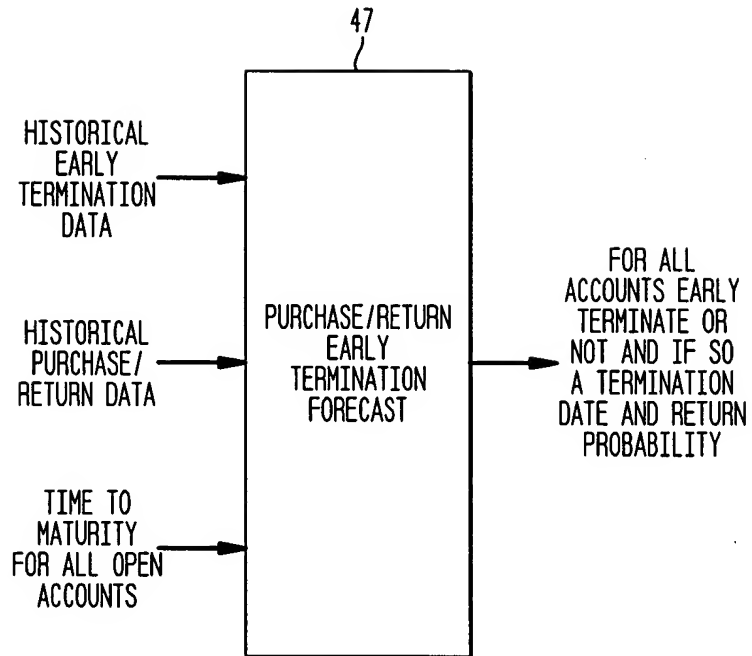 47
HISTORICAL
EARLY
TERMINATION
DATA
HISTORICAL
PURCHASE/
RETURN DATA
TIME TO
MATURITY
FOR ALL OPEN
ACCOUNTS
PURCHASE/RETURN
EARLY
TERMINATION
FORECAST
FOR ALL
ACCOUNTS EARLY
TERMINATE OR
NOT AND IF SO
A TERMINATION
DATE AND RETURN
PROBABILITY